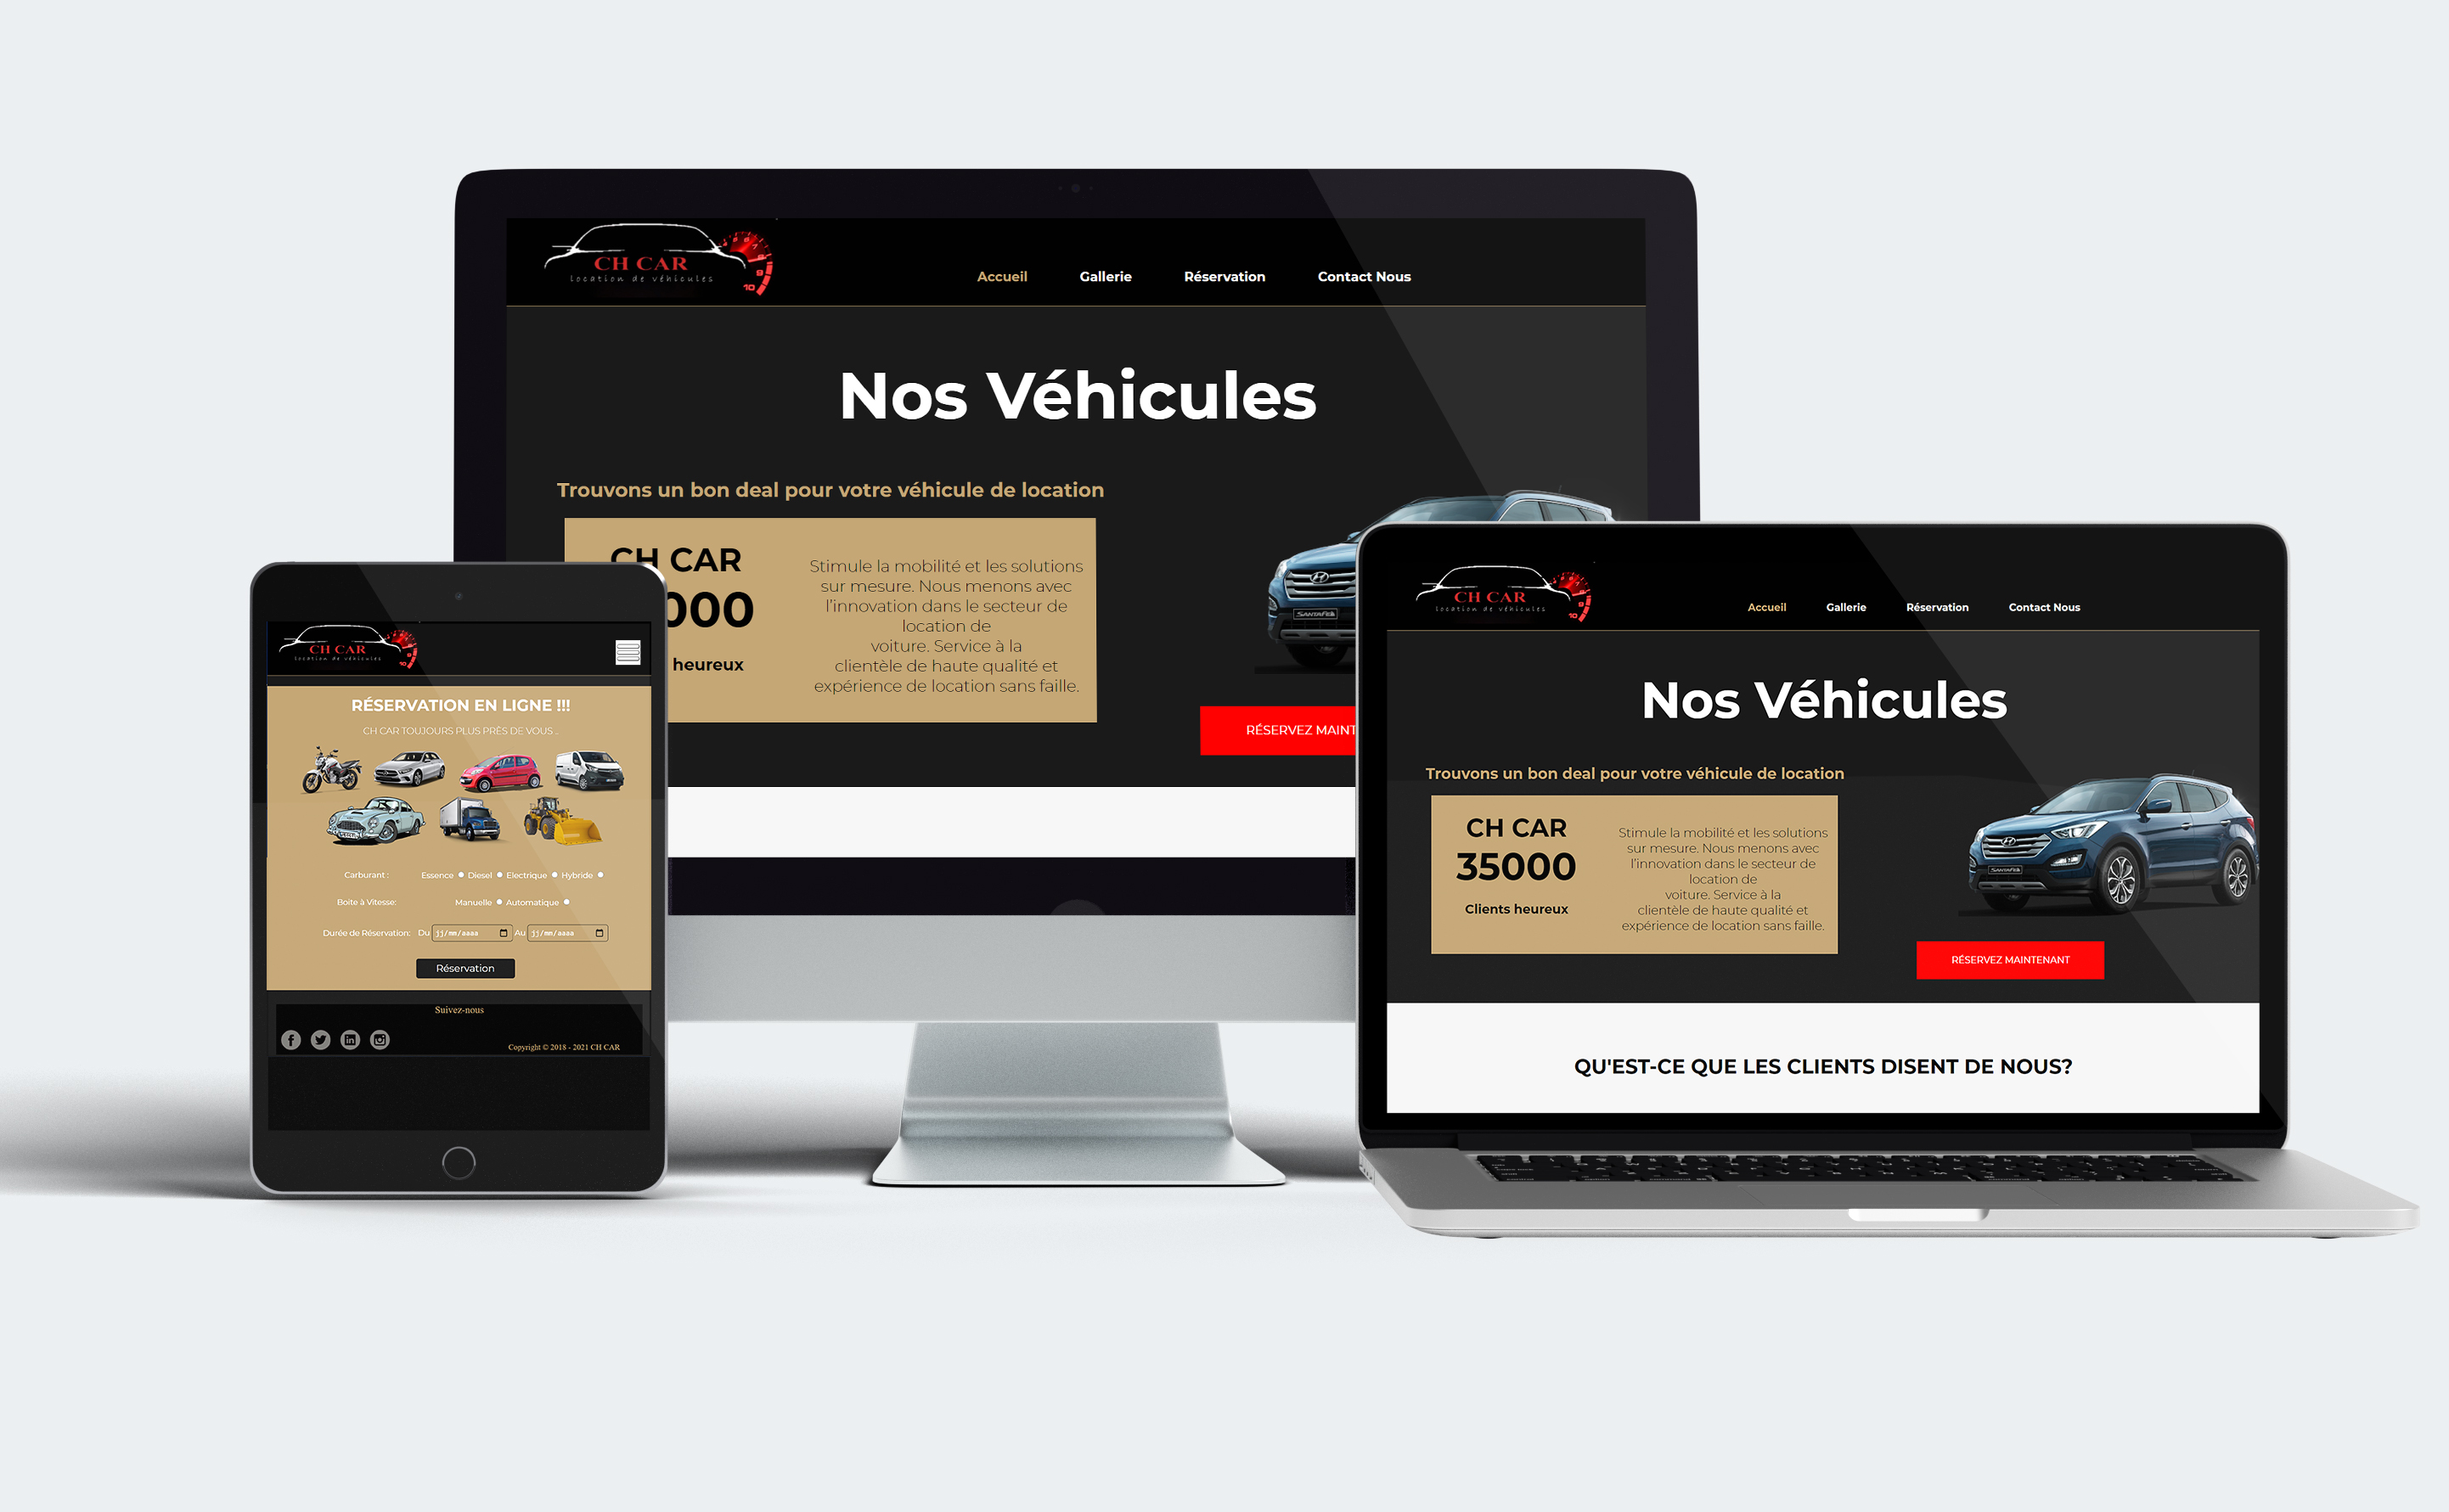 CH CAR
location de véhicules
10
Accueil
Gallerie
Réservation
Contact Nous
Nos Véhicules
Trouvons un bon deal pour votre véhicule de location
CH CAR
000
heureux
Stimule la mobilité et les solutions
sur mesure. Nous menons avec
l'innovation dans le secteur de
location de
voiture. Service à la
clientèle de haute qualité et
expérience de location sans faille.
SANTA FE
RÉSERVEZ MAINT
CH CAR
location de véhicules
RÉSERVATION EN LIGNE !!!
CH CAR TOUJOURS PLUS PRÈS DE VOUS ..
Carburant :
Essence Diesel Electrique Hybride
Boite à Vitesse:
Manuelle Automatique
Durée de Réservation: Du jj/mm/aaaa Au jj/mm/aaaa
Réservation
Suivez-nous
Copyright © 2018 - 2021 CH CAR
CH CAR
location de véhicules
Accueil
Gallerie
Réservation
Contact Nous
Nos Véhicules
Trouvons un bon deal pour votre véhicule de location
CH CAR
35000
Clients heureux
Stimule la mobilité et les solutions
sur mesure. Nous menons avec
l'innovation dans le secteur de
location de
voiture. Service à la
clientèle de haute qualité et
expérience de location sans faille.
SANTA FE
RÉSERVEZ MAINTENANT
QU'EST-CE QUE LES CLIENTS DISENT DE NOUS?